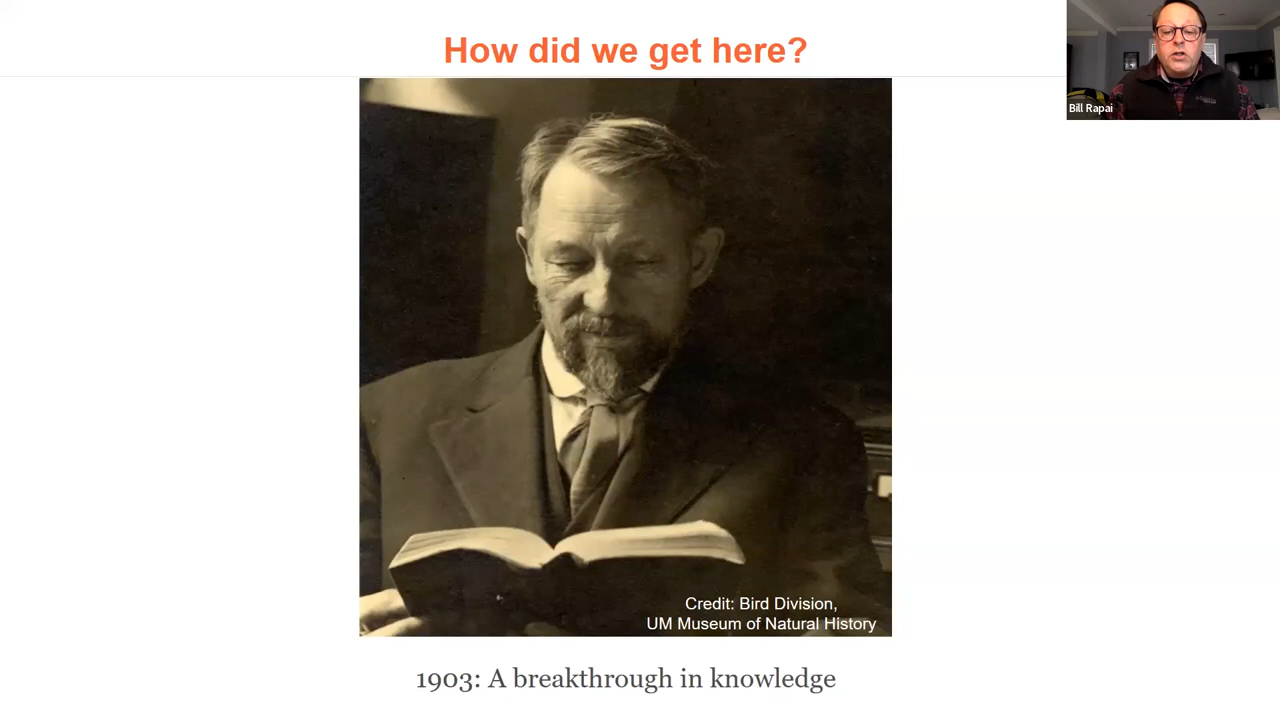 How did we get here?
Bill Rapai
Credit: Bird Division,
UM Museum of Natural History
1903: A breakthrough in knowledge